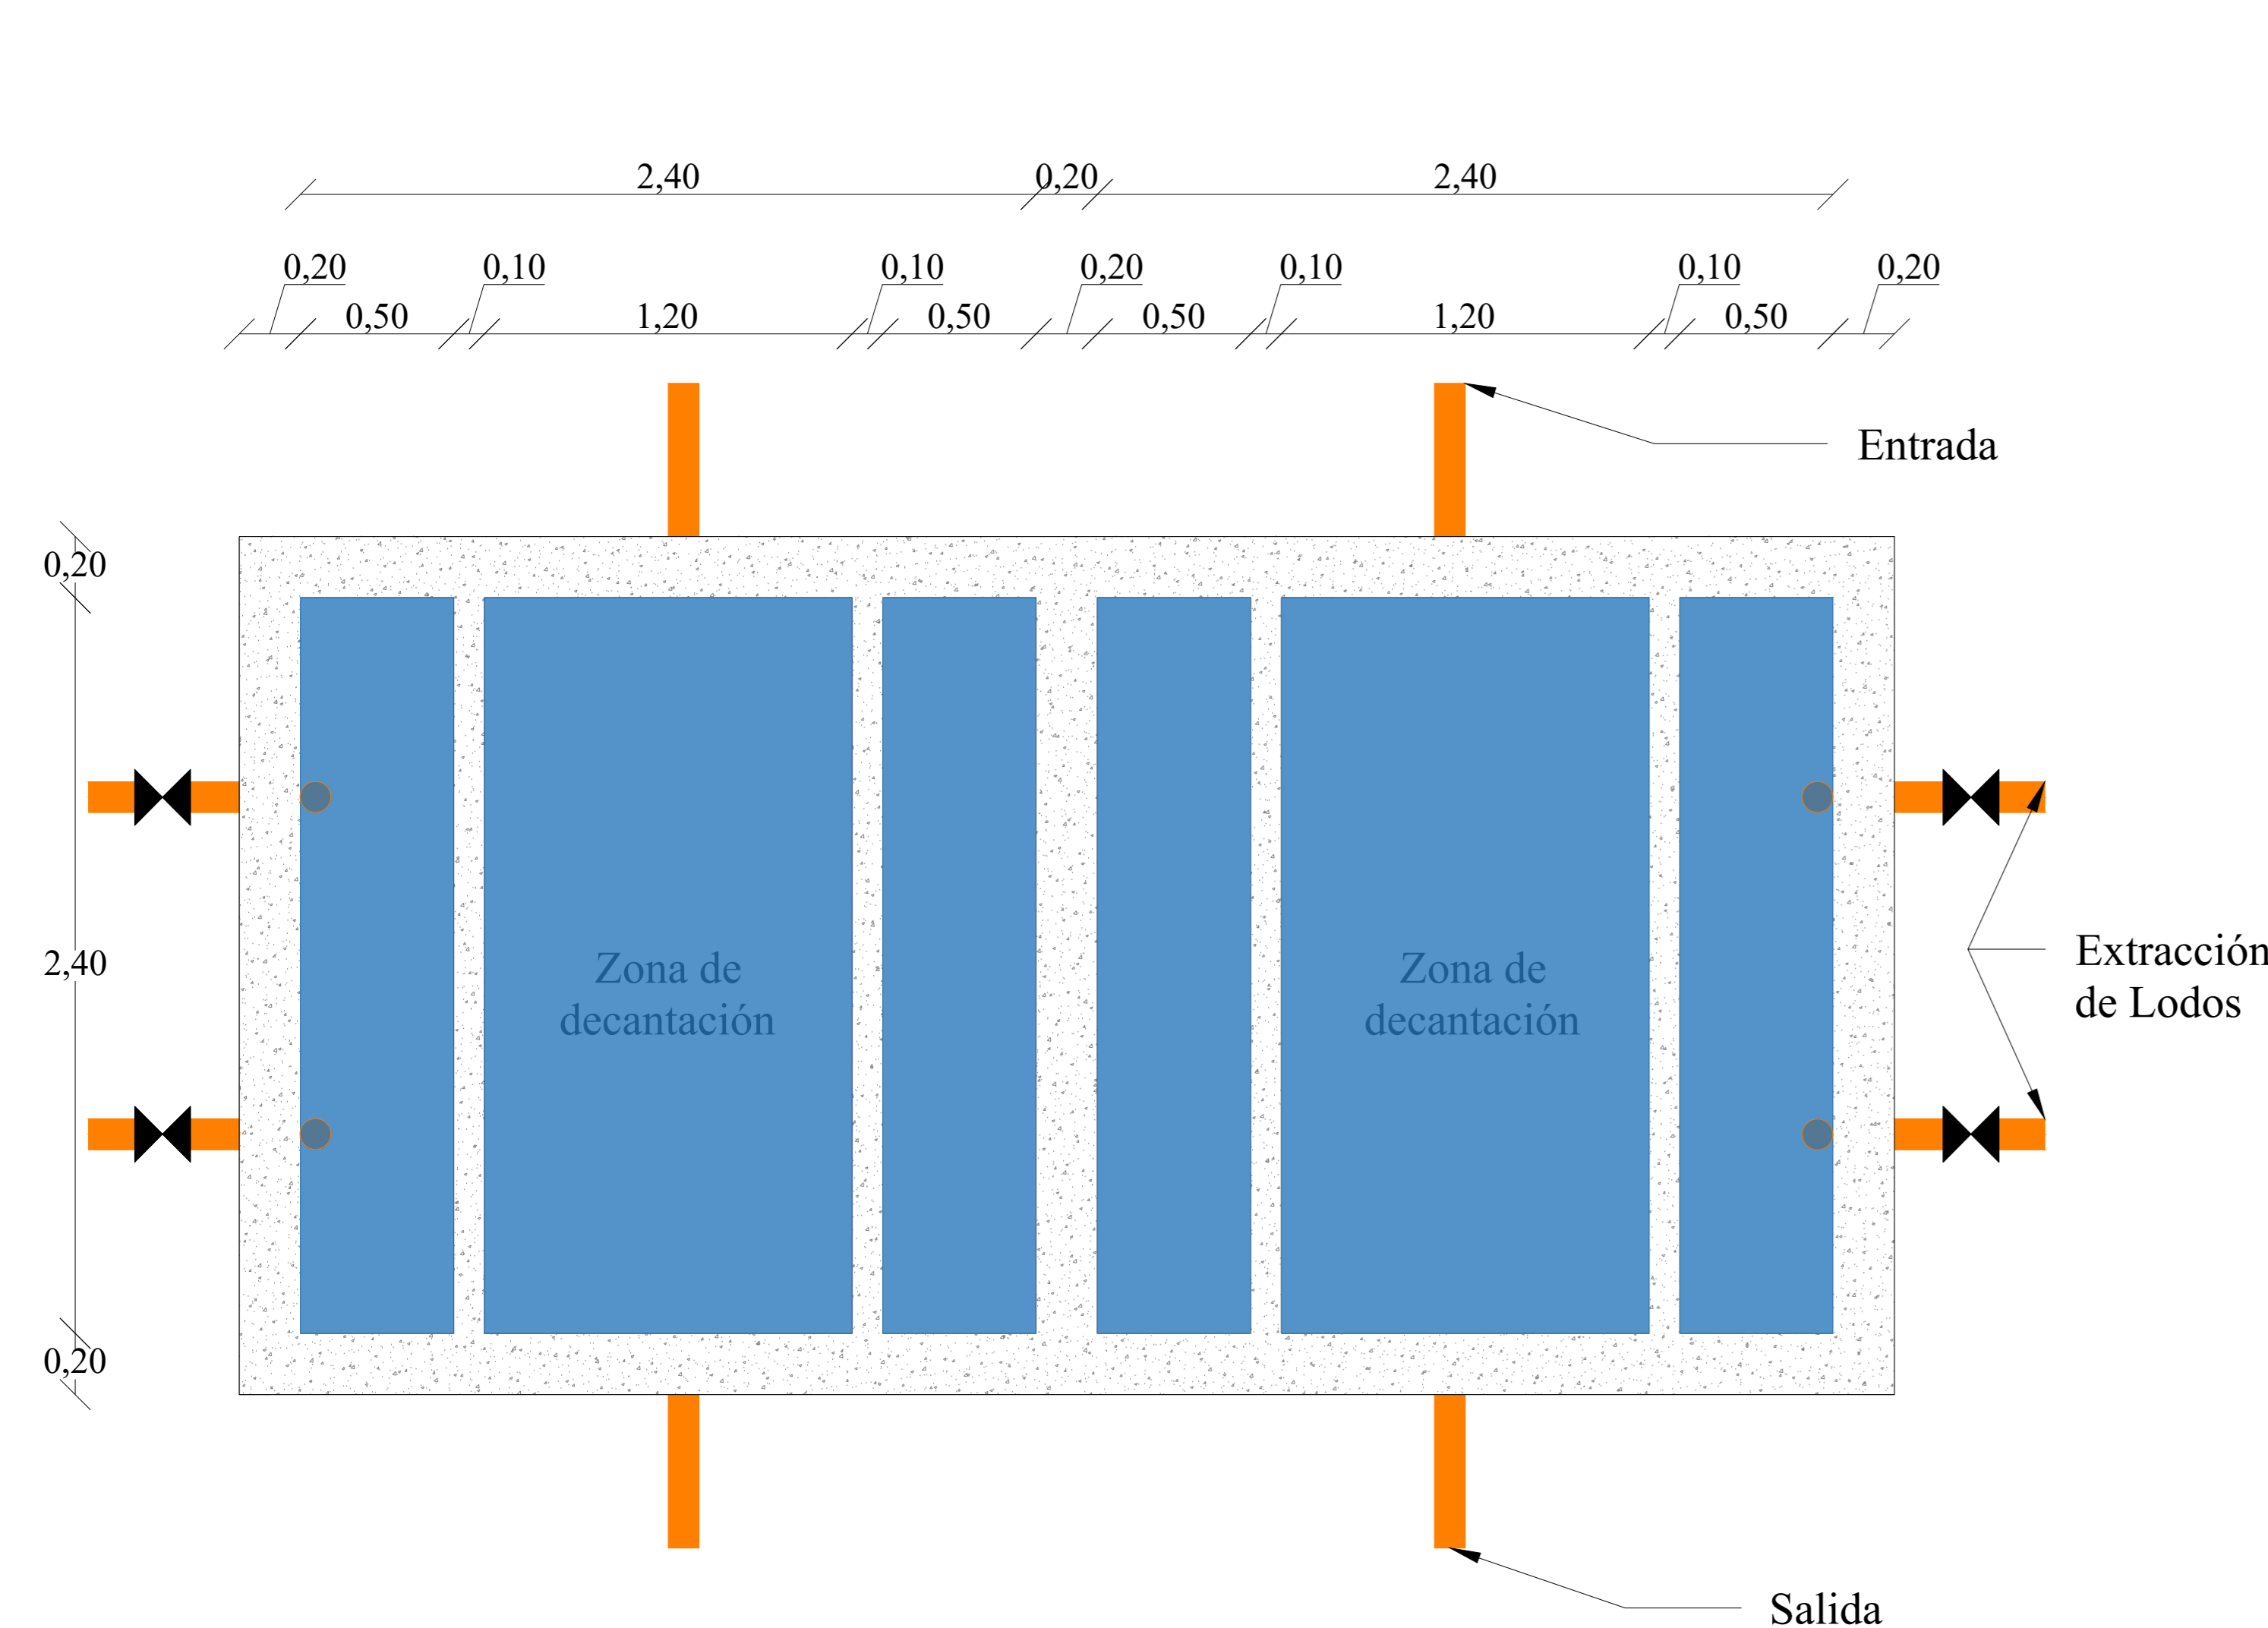 2,40 0,20 2,40
0,20 0,10 0,10 0,20 0,10 0,10 0,20
0,50 1,20 0,50 0,50 1,20 0,50
Entrada
0,20
2,40
0,20
Zona de
decantación
Zona de
decantación
Extracción
de Lodos
Salida